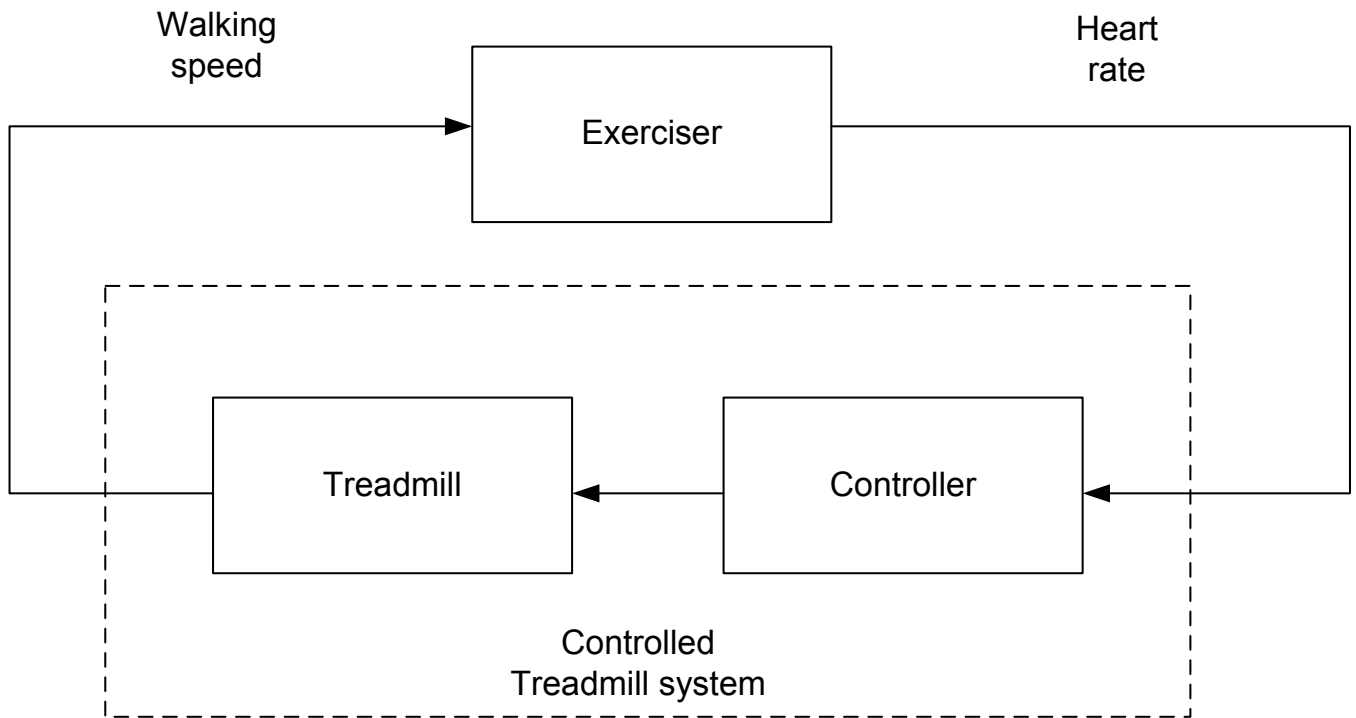 Walking
speed
Heart
rate
Exerciser
Treadmill
Controller
Controlled
Treadmill system